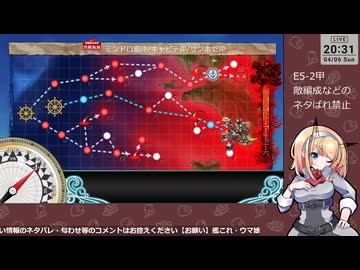 ミンドロ島沖/キャビテ沖/サンホセ沖
LIVE
20:31
04/06 Sun
E5-2甲
敵編成などの
ネタばれ禁止
い情報のネタバレ・匂わせ等のコメントはお控えください【お願い】艦これ・ウマ娘